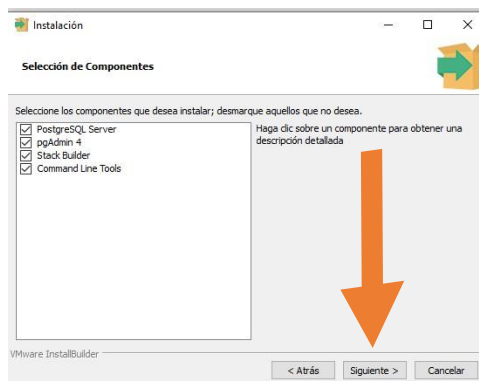 Instalación
Selección de Componentes
Seleccione los componentes que desea instalar; desmarque aquellos que no desea.
PostgreSQL Server
pgAdmin 4
Stack Builder
Command Line Tools
Haga clic sobre un componente para obtener una
descripción detallada
VMware InstallBuilder
< Atrás
Siguiente >
Cancelar